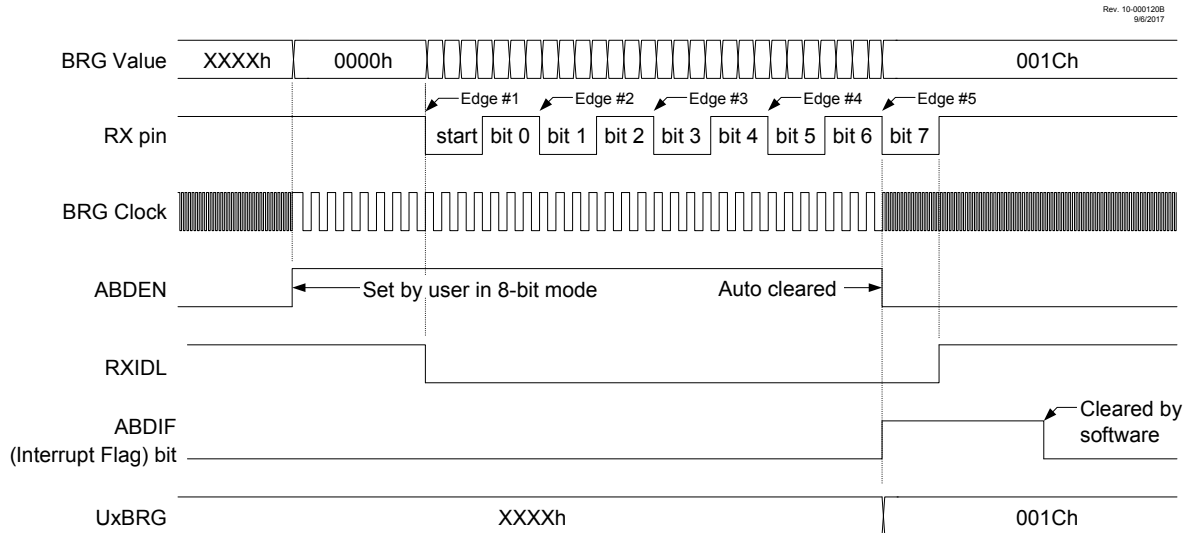 Rev. 10-000120B
9/6/2017
BRG Value XXXXh 0000h 001Ch
Edge #1 Edge #2 Edge #3 Edge #4 Edge #5
RX pin start bit 0 bit 1 bit 2 bit 3 bit 4 bit 5 bit 6 bit 7
BRG Clock
ABDEN Set by user in 8-bit mode Auto cleared
RXIDL
ABDIF
(Interrupt Flag) bit
Cleared by
software
UxBRG XXXXh 001Ch